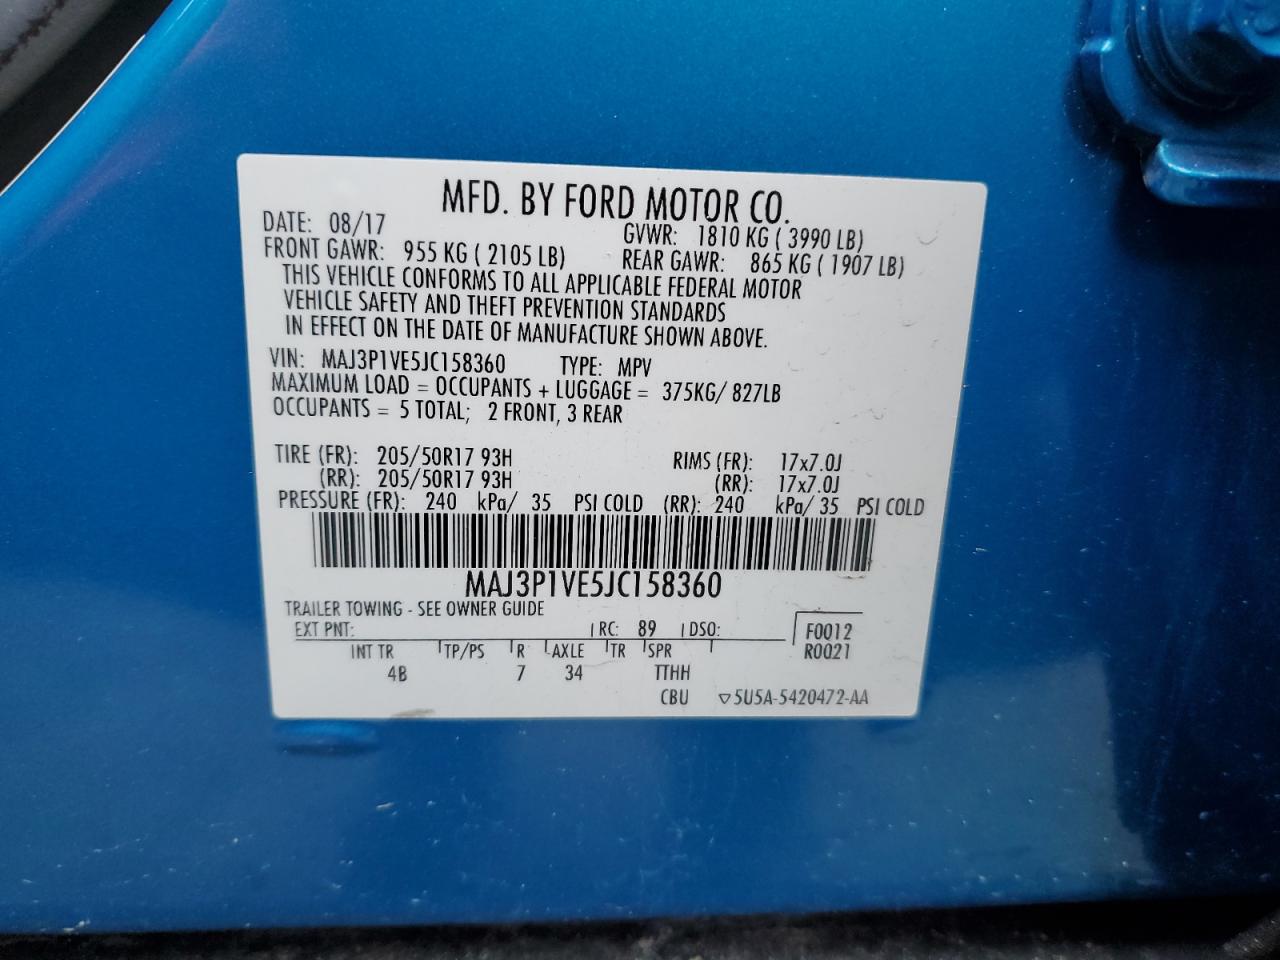 MFD. BY FORD MOTOR CO.
DATE: 08/17 GVWR: 1810 KG ( 3990 LB)
FRONT GAWR: 955 KG ( 2105 LB) REAR GAWR: 865 KG ( 1907 LB)
THIS VEHICLE CONFORMS TO ALL APPLICABLE FEDERAL MOTOR
VEHICLE SAFETY AND THEFT PREVENTION STANDARDS
IN EFFECT ON THE DATE OF MANUFACTURE SHOWN ABOVE.
VIN: MAJ3P1VE5JC158360 TYPE: MPV
MAXIMUM LOAD = OCCUPANTS + LUGGAGE = 375KG/ 827LB
OCCUPANTS = 5 TOTAL; 2 FRONT, 3 REAR
TIRE (FR): 205/50R17 93H RIMS (FR): 17x7.0J
(RR): 205/50R17 93H (RR): 17x7.0J
PRESSURE (FR): 240 kPa/ 35 PSI COLD (RR): 240 kPa/ 35 PSI COLD
MAJ3P1VE5JC158360
TRAILER TOWING - SEE OWNER GUIDE
EXT PNT: RC: 89 DSO: F0012
INT TR TP/PS R AXLE TR SPR R0021
4B 7 34 TTHH
CBU ▽5U5A-5420472-AA